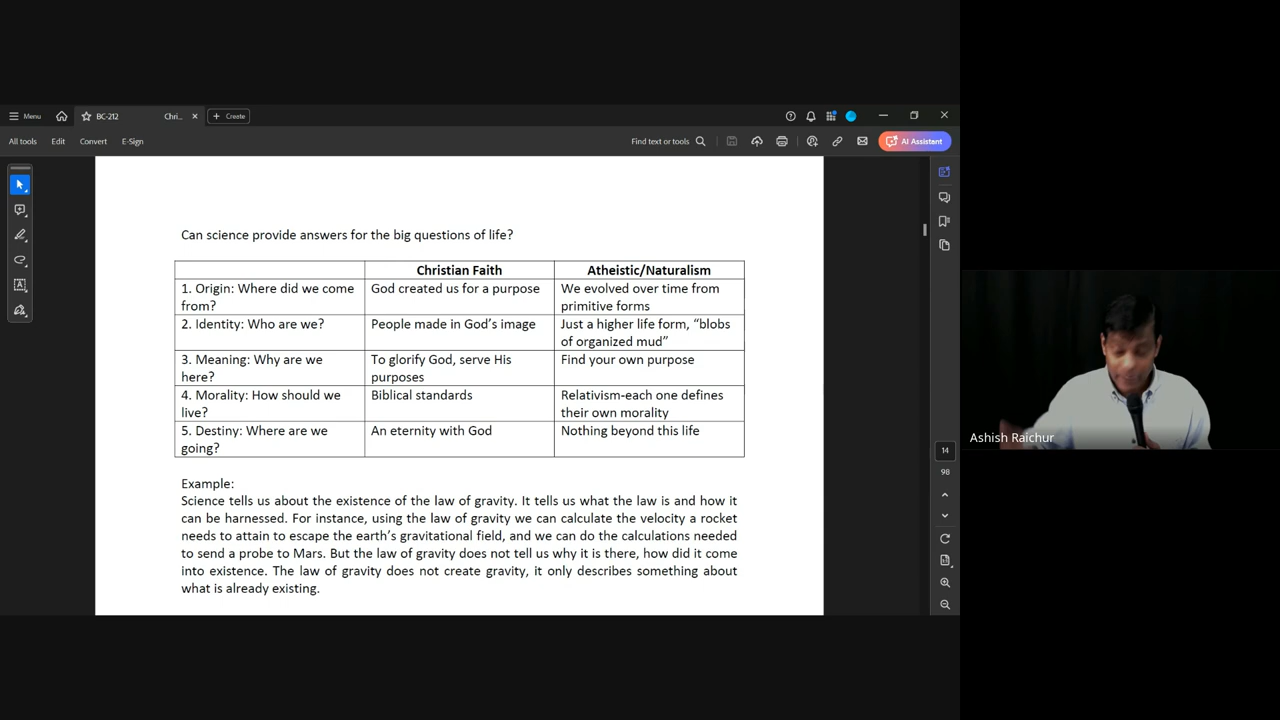 Menu
BC-212
Chri...
Create
All tools
Edit
Convert
E-Sign
Find text or tools
AI Assistant
Can science provide answers for the big questions of life?
Christian Faith
Atheistic/Naturalism
1. Origin: Where did we come from?
God created us for a purpose
We evolved over time from primitive forms
2. Identity: Who are we?
People made in God's image
Just a higher life form, “blobs of organized mud”
3. Meaning: Why are we here?
To glorify God, serve His purposes
Find your own purpose
4. Morality: How should we live?
Biblical standards
Relativism-each one defines their own morality
5. Destiny: Where are we going?
An eternity with God
Nothing beyond this life
Example:
Science tells us about the existence of the law of gravity. It tells us what the law is and how it
can be harnessed. For instance, using the law of gravity we can calculate the velocity a rocket
needs to attain to escape the earth's gravitational field, and we can do the calculations needed
to send a probe to Mars. But the law of gravity does not tell us why it is there, how did it come
into existence. The law of gravity does not create gravity, it only describes something about
what is already existing.
14
98
Ashish Raichur